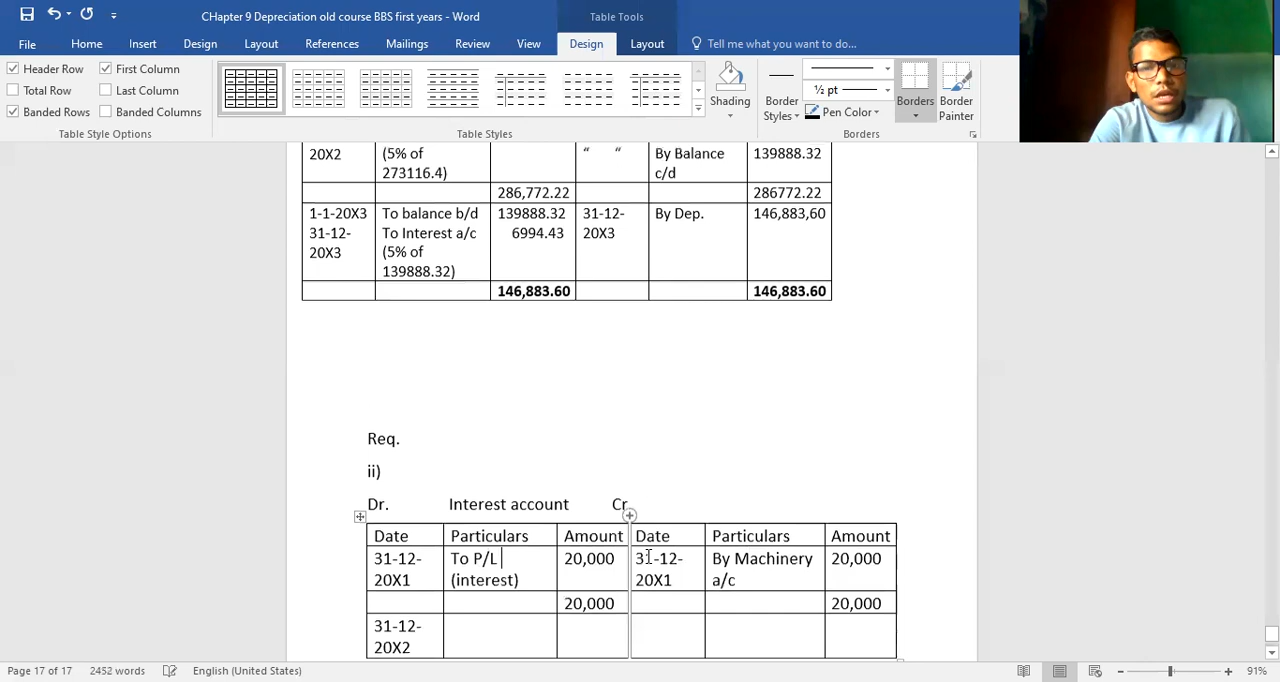 CHapter 9 Depreciation old course BBS first years - Word
Table Tools
File Home Insert Design Layout References Mailings Review View Design Layout Tell me what you want to do...
Header Row First Column
Total Row Last Column
Banded Rows Banded Columns
Table Style Options
Table Styles
Shading
Border Styles
½ pt
Pen Color
Borders
Border Painter
Borders
20X2 (5% of 273116.4) “ “ By Balance c/d 139888.32
286,772.22 286772.22
1-1-20X3 To balance b/d 139888.32 31-12-20X3 By Dep. 146,883,60
31-12-20X3 To Interest a/c (5% of 139888.32) 6994.43
146,883.60 146,883.60
Req.
ii)
Dr. Interest account Cr
Date Particulars Amount Date Particulars Amount
31-12-20X1 To P/L (interest) 20,000 31-12-20X1 By Machinery a/c 20,000
20,000 20,000
31-12-20X2
Page 17 of 17 2452 words English (United States) 91%